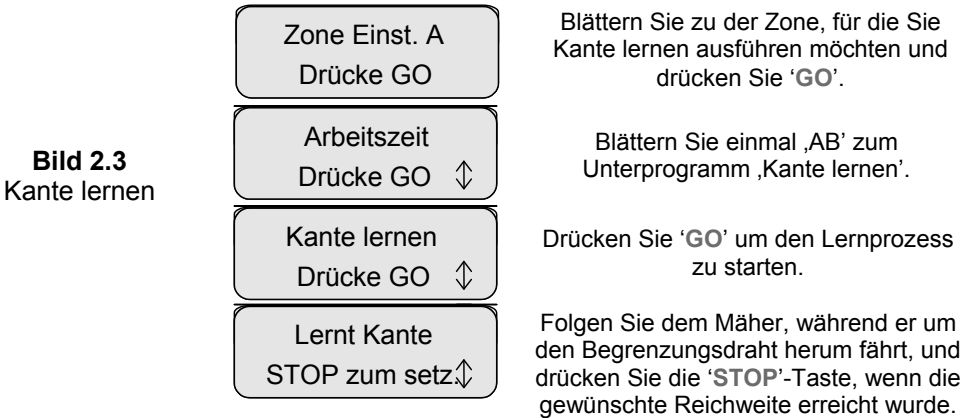 Zone Einst. A
Drücke GO
Blättern Sie zu der Zone, für die Sie
Kante lernen ausführen möchten und
drücken Sie ‘GO’.
Bild 2.3
Kante lernen
Arbeitszeit
Drücke GO ↕
Blättern Sie einmal ‚AB’ zum
Unterprogramm ‚Kante lernen’.
Kante lernen
Drücke GO ↕
Drücken Sie ‘GO’ um den Lernprozess
zu starten.
Lernt Kante
STOP zum setz.↕
Folgen Sie dem Mäher, während er um
den Begrenzungsdraht herum fährt, und
drücken Sie die ‘STOP’-Taste, wenn die
gewünschte Reichweite erreicht wurde.